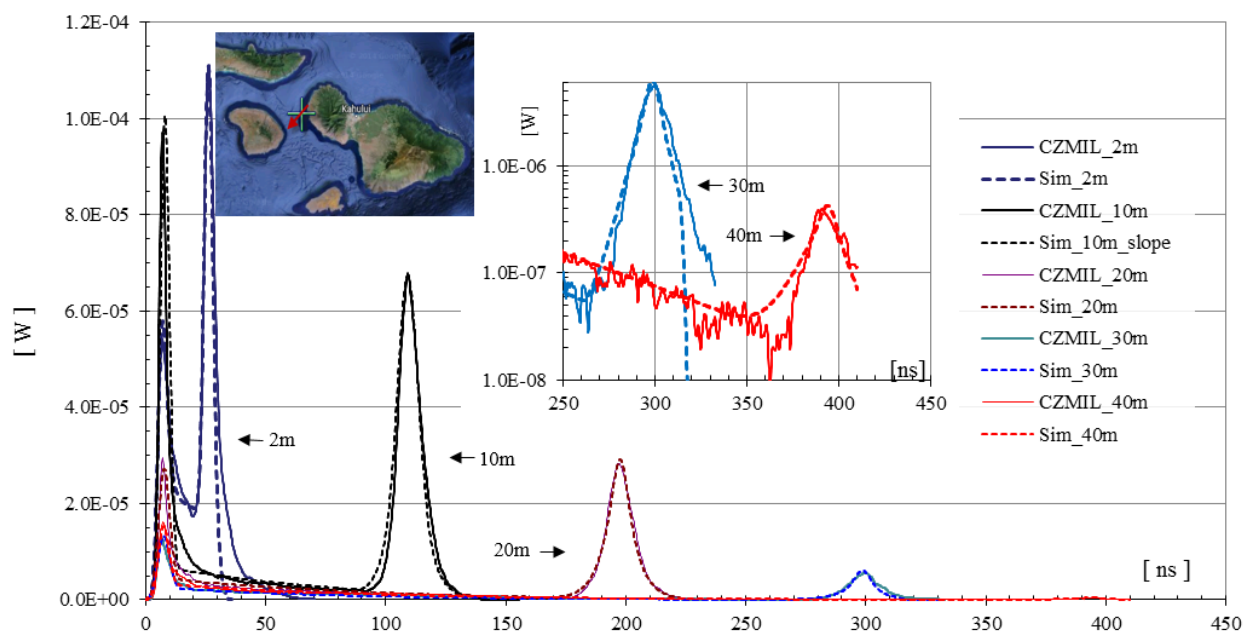 1.2E-04
1.0E-04
8.0E-05
6.0E-05
4.0E-05
2.0E-05
0.0E+00
[ W ]
Kahului
2m
10m
20m
[W]
1.0E-06
1.0E-07
1.0E-08
30m
40m
[ns]
250 300 350 400 450
CZMIL_2m
Sim_2m
CZMIL_10m
Sim_10m_slope
CZMIL_20m
Sim_20m
CZMIL_30m
Sim_30m
CZMIL_40m
Sim_40m
[ ns ]
0 50 100 150 200 250 300 350 400 450